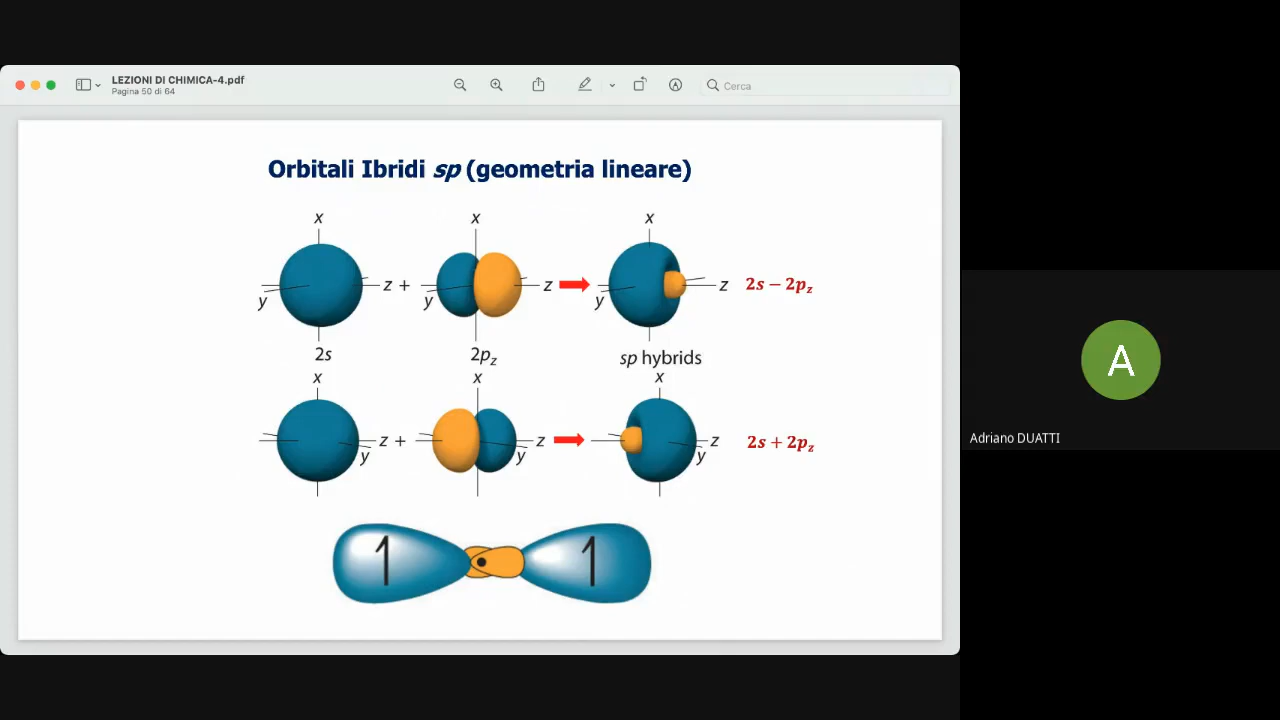 LEZIONI DI CHIMICA-4.pdf
Pagina 50 di 64
Cerca
Orbitali Ibridi sp (geometria lineare)
x x x
y z + y z y z 2s − 2pz
2s 2pz sp hybrids
x x x
z + y z y z y 2s + 2pz
1 1
A
Adriano DUATTI